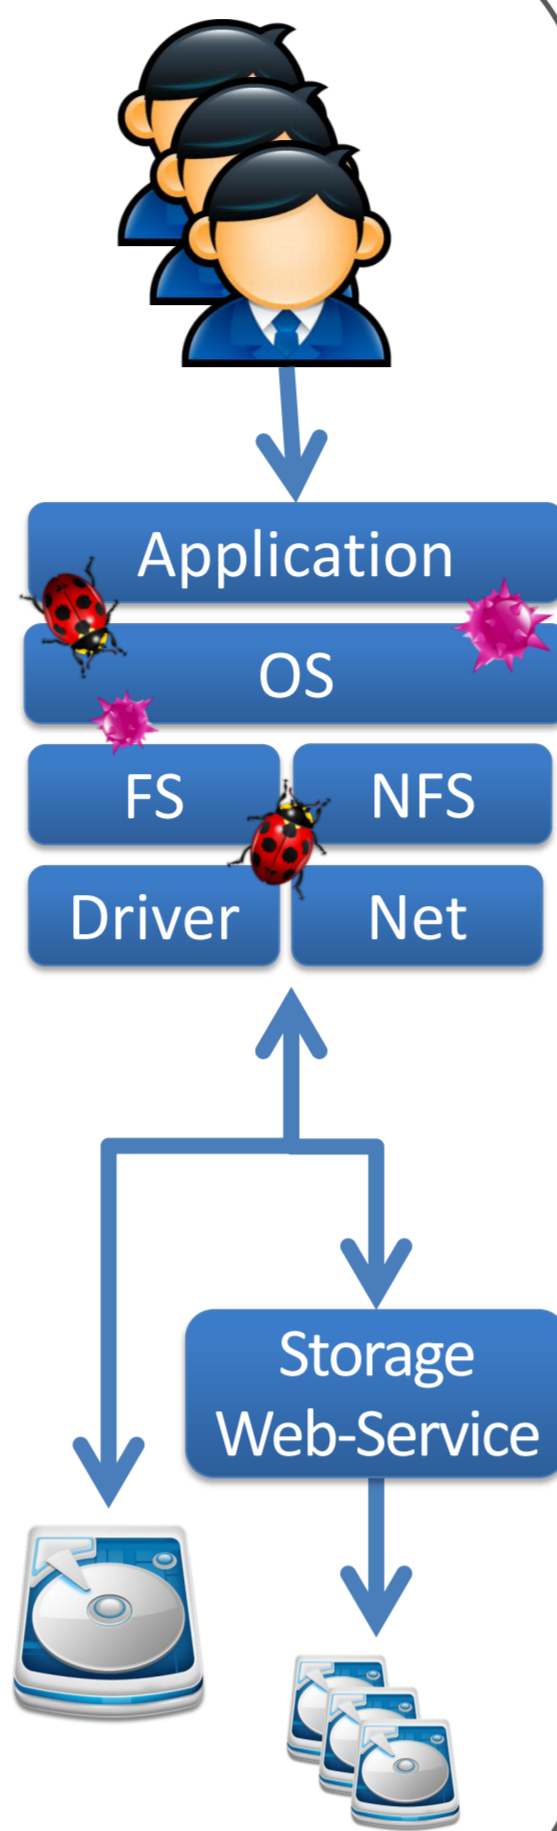 Application
OS
FS
NFS
Driver
Net
Storage
Web-Service